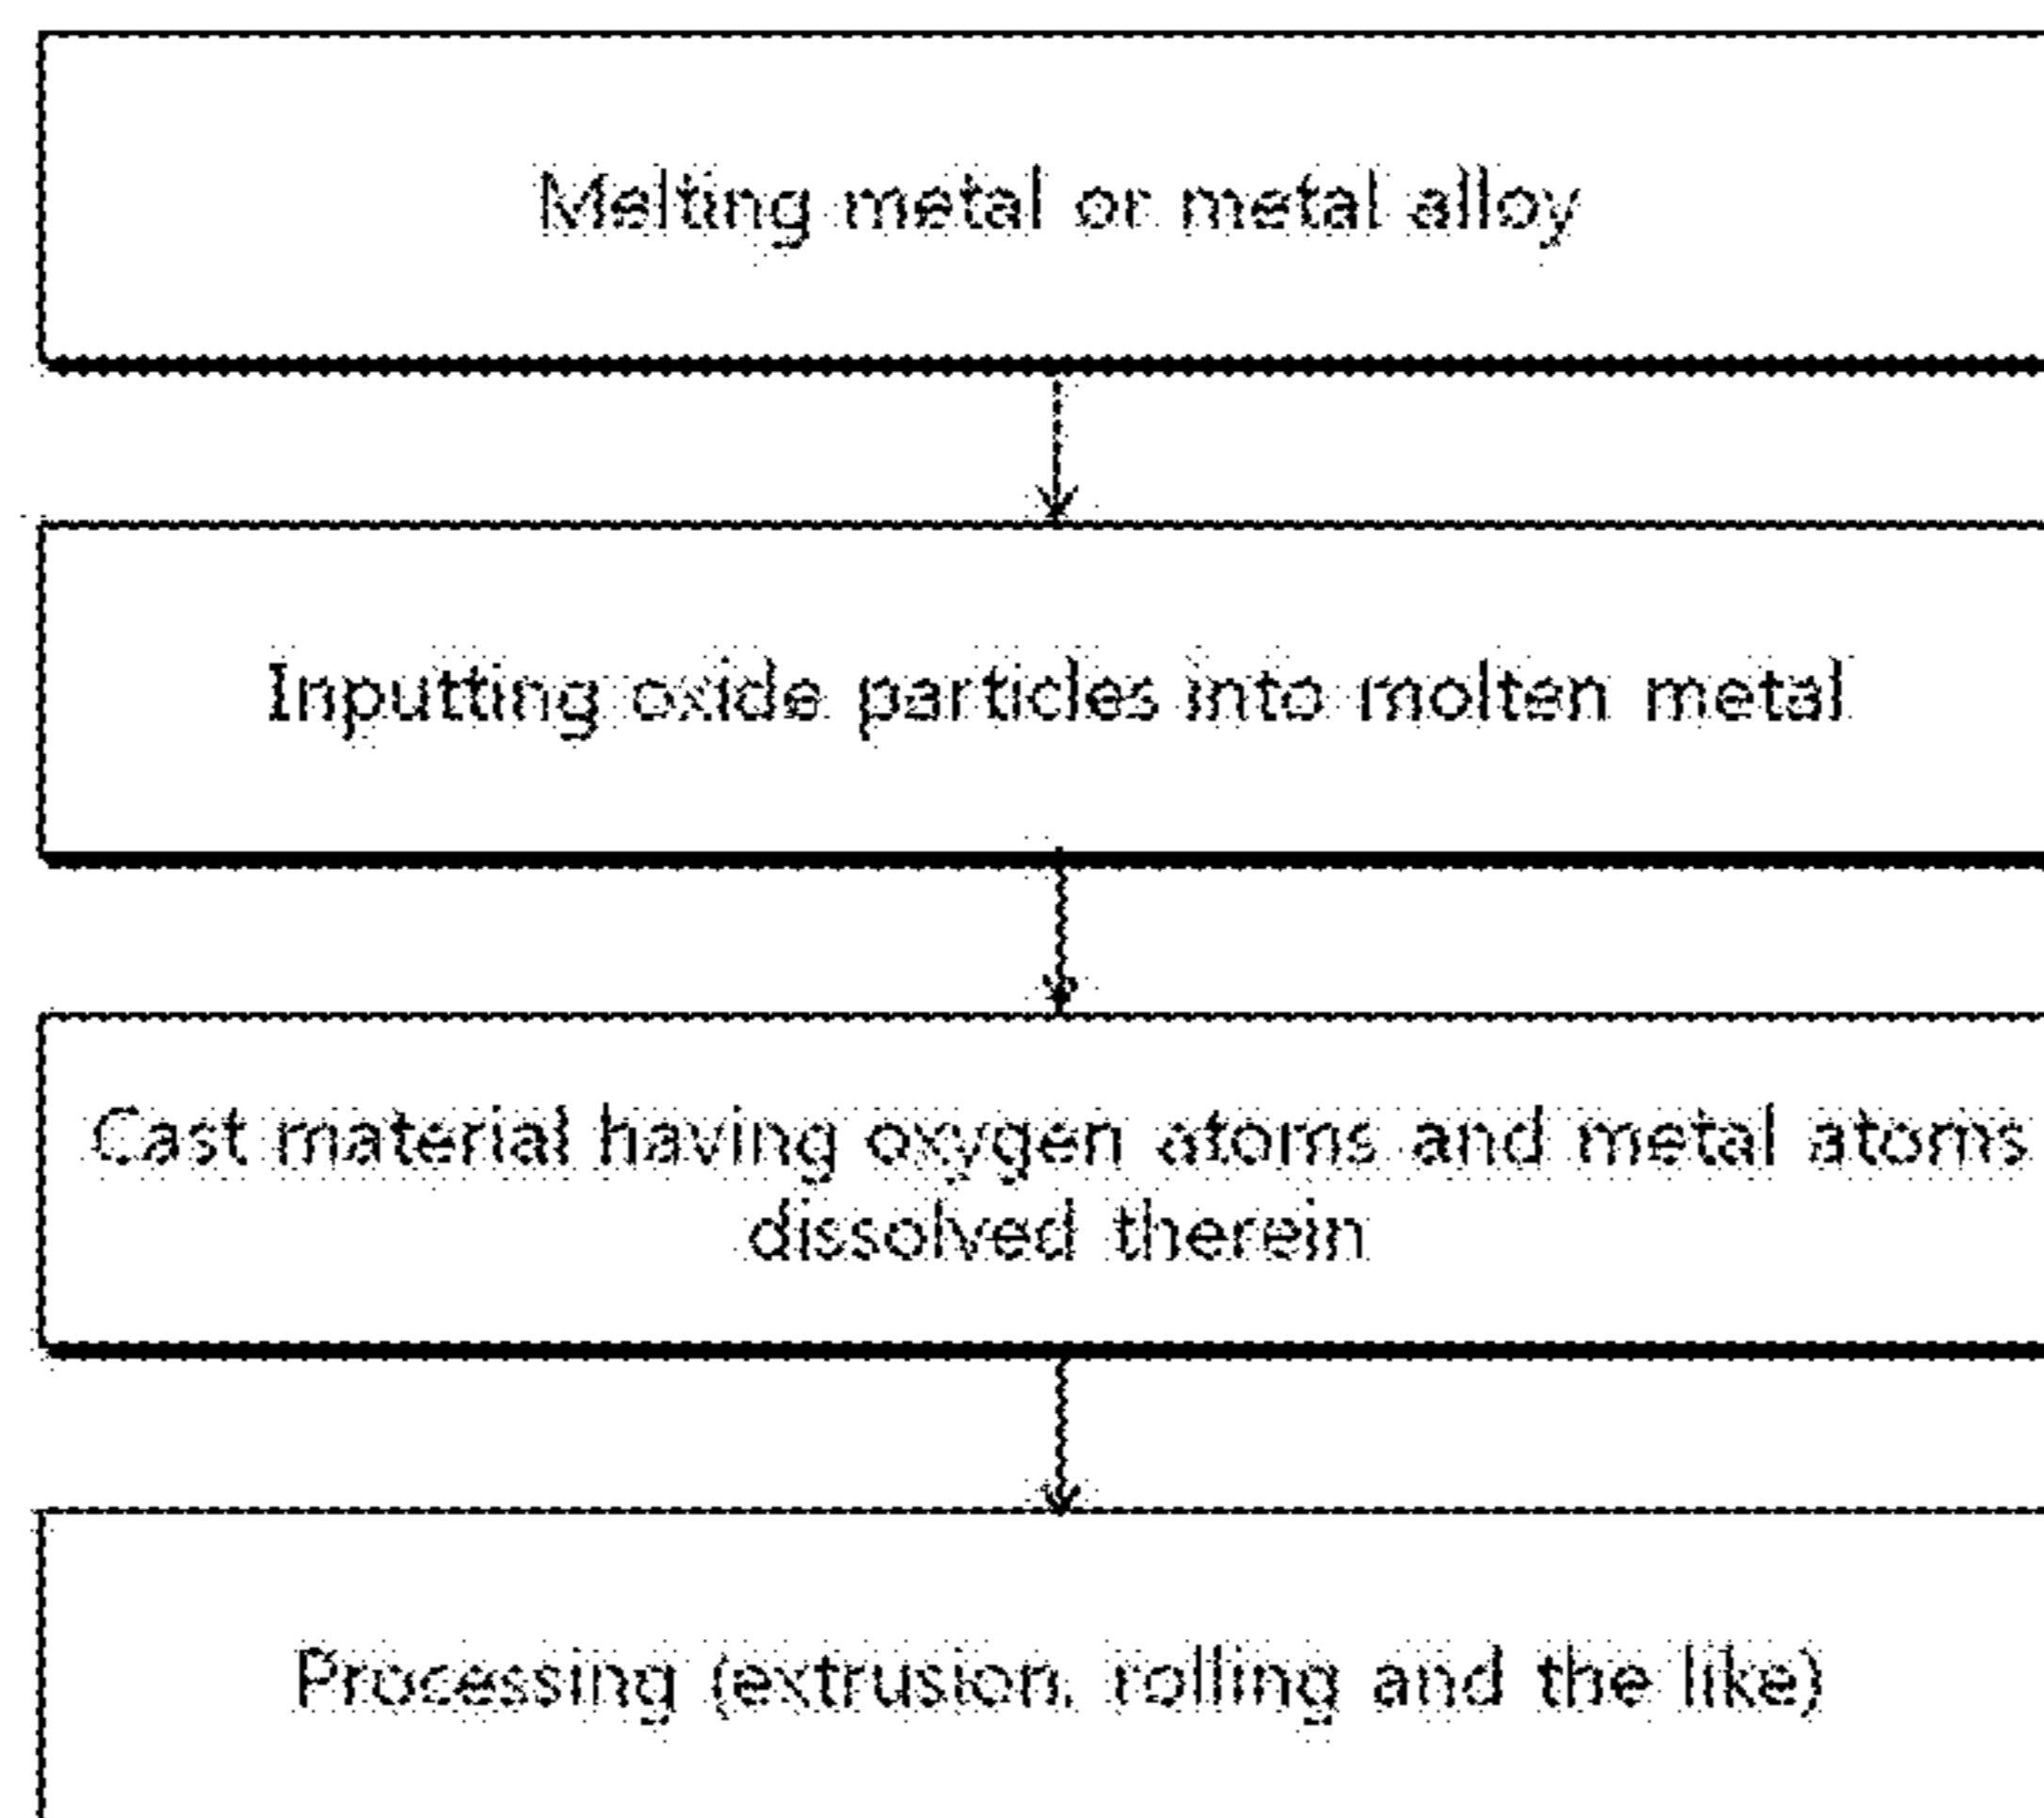 Melting metal or metal alloy
Inputting oxide particles into molten metal
Cast material having oxygen atoms and metal atoms
dissolved therein
Processing (extrusion, rolling and the like)